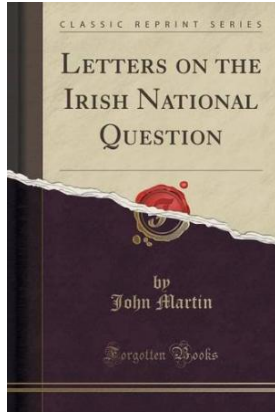 CLASSIC REPRINT SERIES
LETTERS ON THE
IRISH NATIONAL
QUESTION
by
John Martin
Forgotten Books